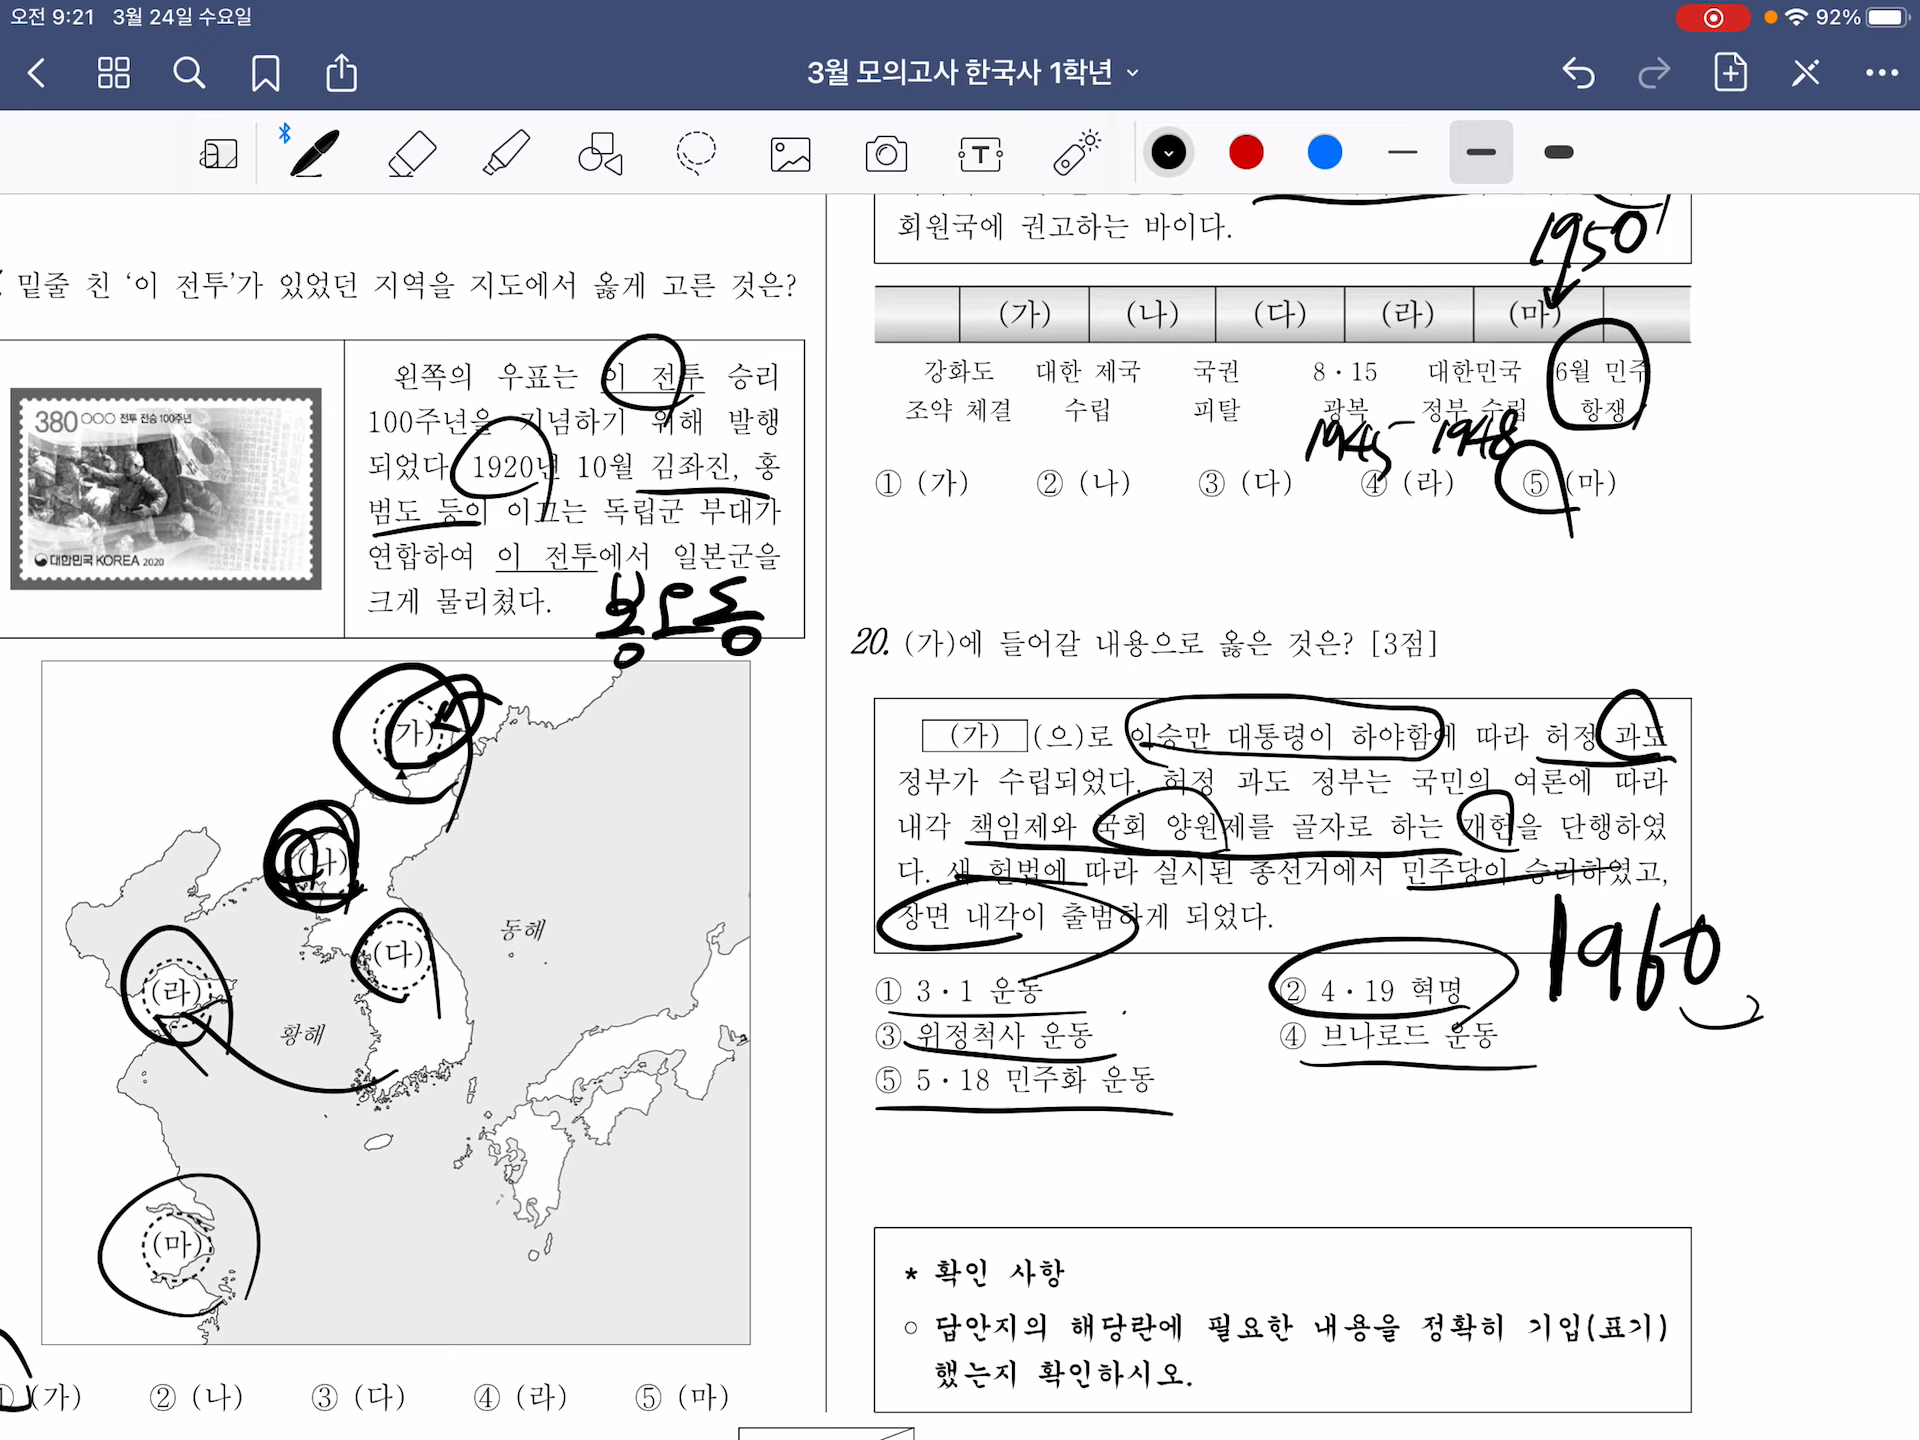 오전 9:21 3월 24일 수요일
92%
3월 모의고사 한국사 1학년
T
밑줄 친 ‘이 전투’가 있었던 지역을 지도에서 옳게 고른 것은?
380 ○○○ 전투 전승 100주년
대한민국 KOREA 2020
왼쪽의 우표는 이 전투 승리
100주년을 기념하기 위해 발행
되었다. 1920년 10월 김좌진, 홍
범도 등이 이끄는 독립군 부대가
연합하여 이 전투에서 일본군을
크게 물리쳤다.
봉오동
(가)
(나)
(다)
(라)
(마)
동해
황해
① (가) ② (나) ③ (다) ④ (라) ⑤ (마)
회원국에 권고하는 바이다.
1950
(가) (나) (다) (라) (마)
강화도 대한 제국 국권 8·15 대한민국 6월 민주
조약 체결 수립 피탈 광복 정부 수립 항쟁
1945 - 1948
① (가) ② (나) ③ (다) ④ (라) ⑤ (마)
20. (가)에 들어갈 내용으로 옳은 것은? [3점]
(가) (으)로 이승만 대통령이 하야함에 따라 허정 과도
정부가 수립되었다. 허정 과도 정부는 국민의 여론에 따라
내각 책임제와 국회 양원제를 골자로 하는 개헌을 단행하였
다. 새 헌법에 따라 실시된 총선거에서 민주당이 승리하였고,
장면 내각이 출범하게 되었다.
1960
① 3·1 운동 ② 4·19 혁명
③ 위정척사 운동 ④ 브나로드 운동
⑤ 5·18 민주화 운동
* 확인 사항
○ 답안지의 해당란에 필요한 내용을 정확히 기입(표기)
했는지 확인하시오.